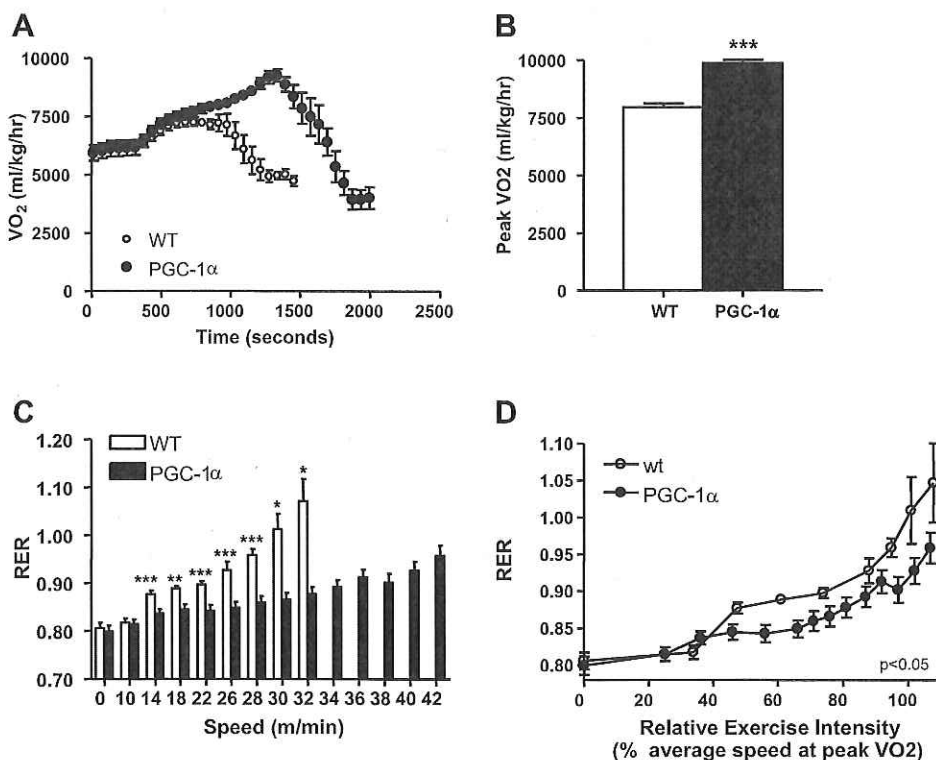 A
10000
7500
5000
2500
0
VO2 (ml/kg/hr)
WT
PGC-1α
0 500 1000 1500 2000 2500
Time (seconds)
B
***
10000
7500
5000
2500
0
Peak VO2 (ml/kg/hr)
WT PGC-1α
C
WT
PGC-1α
1.20
1.10
1.00
0.90
0.80
0.70
RER
*** ** *** *** *** * *
0 10 14 18 22 26 28 30 32 34 36 38 40 42
Speed (m/min)
D
wt
PGC-1α
1.10
1.05
1.00
0.95
0.90
0.85
0.80
RER
p<0.05
0 20 40 60 80 100
Relative Exercise Intensity
(% average speed at peak VO2)